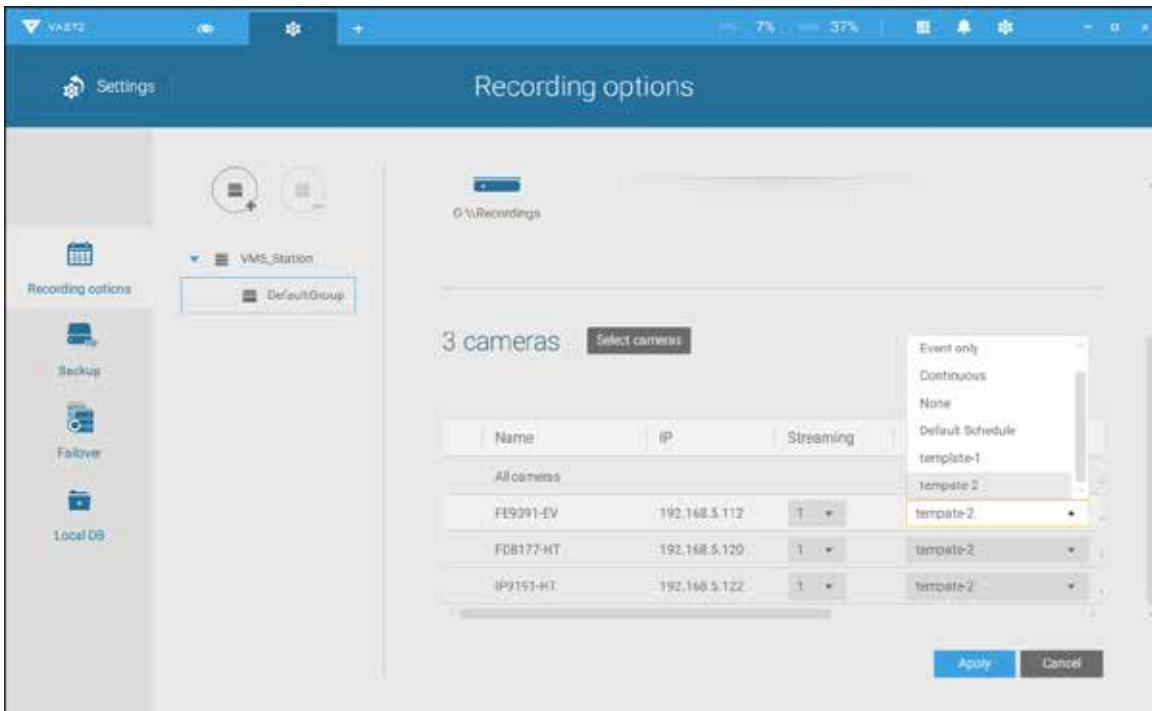 VAST2
7%
37%
Settings
Recording options
G:\\Recordings
Recording options
VMS_Station
DefaultGroup
Backup
3 cameras
Select cameras
Event only
Continuous
None
Default Schedule
template-1
tempate-2
Failover
Name
IP
Streaming
All cameras
Local DB
FE9391-EV
192.168.5.112
1
tempate-2
FD8177-HT
192.168.5.120
1
tempate-2
IP9191-HT
192.168.5.122
1
tempate-2
Apply
Cancel